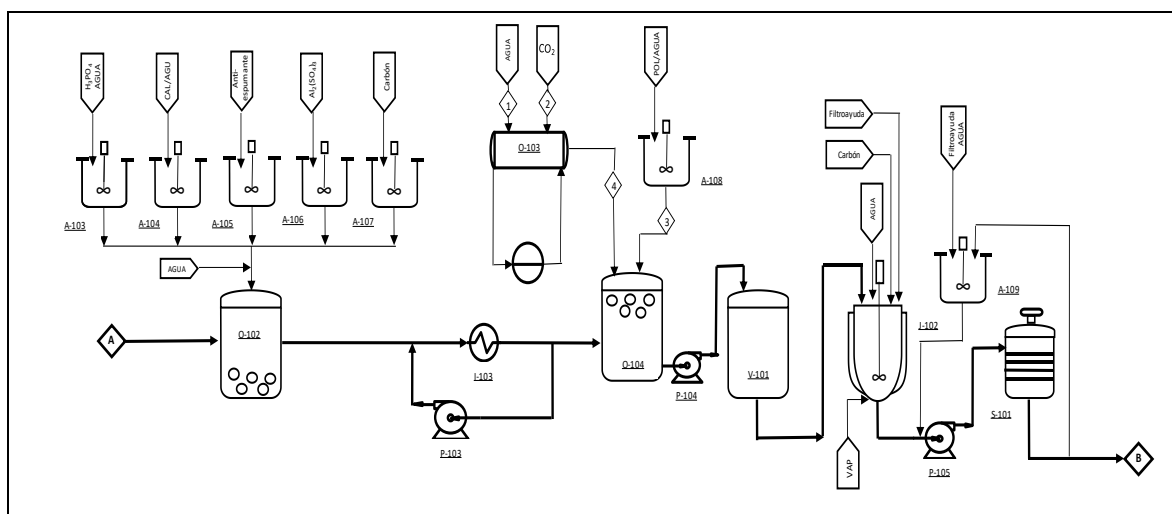 H₃PO₄
AGUA
CAL/AGU
Anti-
espumante
Al₂(SO₄)₃
Carbón
AGUA
CO₂
POL/AGUA
Filtroayuda
Carbón
AGUA
Filtroayuda
AGUA
1
2
O-103
4
3
A-103
A-104
A-105
A-106
A-107
A-108
A-109
AGUA
A
O-102
I-103
P-103
O-104
P-104
V-101
J-102
VAP
P-105
S-101
B